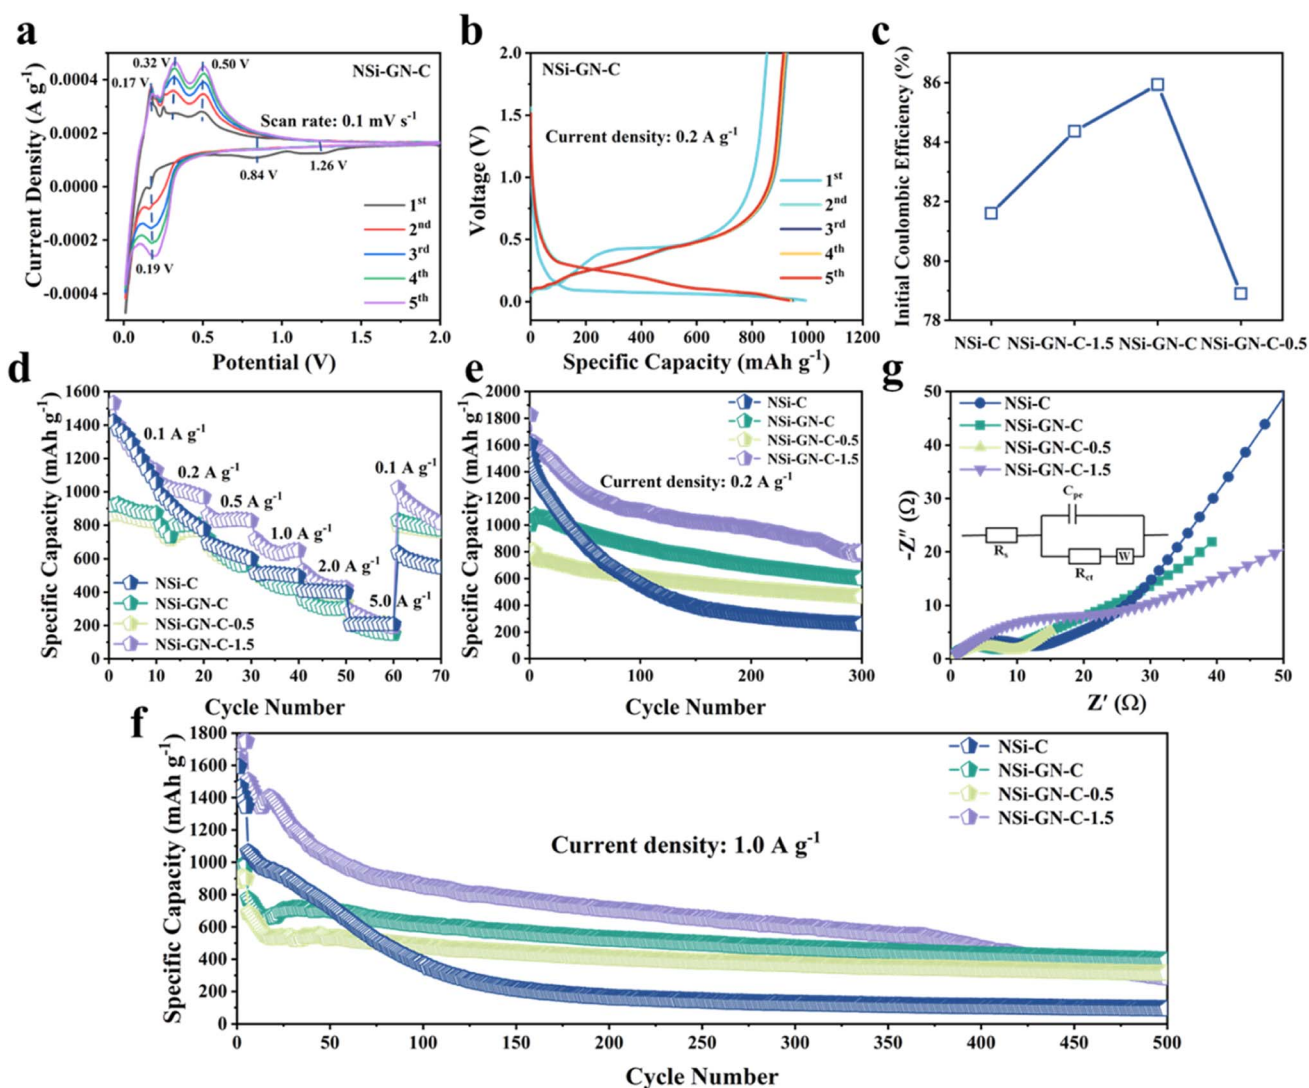 a
0.0004
0.0002
0.0000
-0.0002
-0.0004
Current Density (A g⁻¹)
0.17 V
0.32 V
0.50 V
NSi-GN-C
Scan rate: 0.1 mV s⁻¹
0.84 V
1.26 V
0.19 V
1ˢᵗ
2ⁿᵈ
3ʳᵈ
4ᵗʰ
5ᵗʰ
0.0 0.5 1.0 1.5 2.0
Potential (V)
b
2.0
1.5
1.0
0.5
0.0
Voltage (V)
NSi-GN-C
Current density: 0.2 A g⁻¹
1ˢᵗ
2ⁿᵈ
3ʳᵈ
4ᵗʰ
5ᵗʰ
0 200 400 600 800 1000 1200
Specific Capacity (mAh g⁻¹)
c
86
84
82
80
78
Initial Coulombic Efficiency (%)
NSi-C NSi-GN-C-1.5 NSi-GN-C NSi-GN-C-0.5
d
1600
1400
1200
1000
800
600
400
200
0
Specific Capacity (mAh g⁻¹)
0.1 A g⁻¹
0.2 A g⁻¹
0.5 A g⁻¹
1.0 A g⁻¹
2.0 A g⁻¹
5.0 A g⁻¹
0.1 A g⁻¹
NSi-C
NSi-GN-C
NSi-GN-C-0.5
NSi-GN-C-1.5
0 10 20 30 40 50 60 70
Cycle Number
e
2000
1800
1600
1400
1200
1000
800
600
400
200
0
Specific Capacity (mAh g⁻¹)
NSi-C
NSi-GN-C
NSi-GN-C-0.5
NSi-GN-C-1.5
Current density: 0.2 A g⁻¹
0 100 200 300
Cycle Number
g
50
40
30
20
10
0
-Z″ (Ω)
NSi-C
NSi-GN-C
NSi-GN-C-0.5
NSi-GN-C-1.5
Cₚₑ
Rₛ
R꜀ₜ
W
0 10 20 30 40 50
Z′ (Ω)
f
1800
1600
1400
1200
1000
800
600
400
200
0
Specific Capacity (mAh g⁻¹)
NSi-C
NSi-GN-C
NSi-GN-C-0.5
NSi-GN-C-1.5
Current density: 1.0 A g⁻¹
0 50 100 150 200 250 300 350 400 450 500
Cycle Number